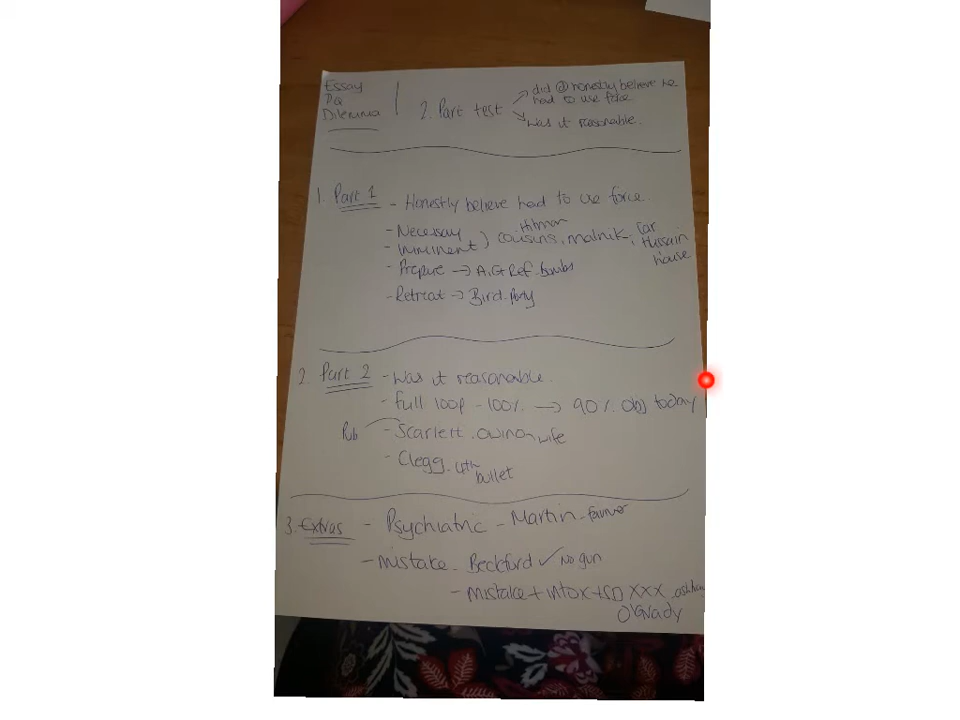 Essay
PQ
Dilemma
2. Part test
did Ⓓ honestly believe he
had to use force.
Was it reasonable.
1. Part 1
- Honestly believe had to use force.
- Necessary
- imminent ) cousins, malnik,
Hitman
Car
Hussain
house
- Prepare → A.G Ref. bombs
- Retreat → Bird. Party
2. Part 2
- Was it reasonable.
- full loop - 100% → 90% obj today
Pub
- Scarlett. Owino wife
- Clegg. 4th
bullet
3. Extras
- Psychiatric - Martin. farmer
- mistake - Beckford ✓ No gun
- mistake + intox + SD XXX
O'Grady